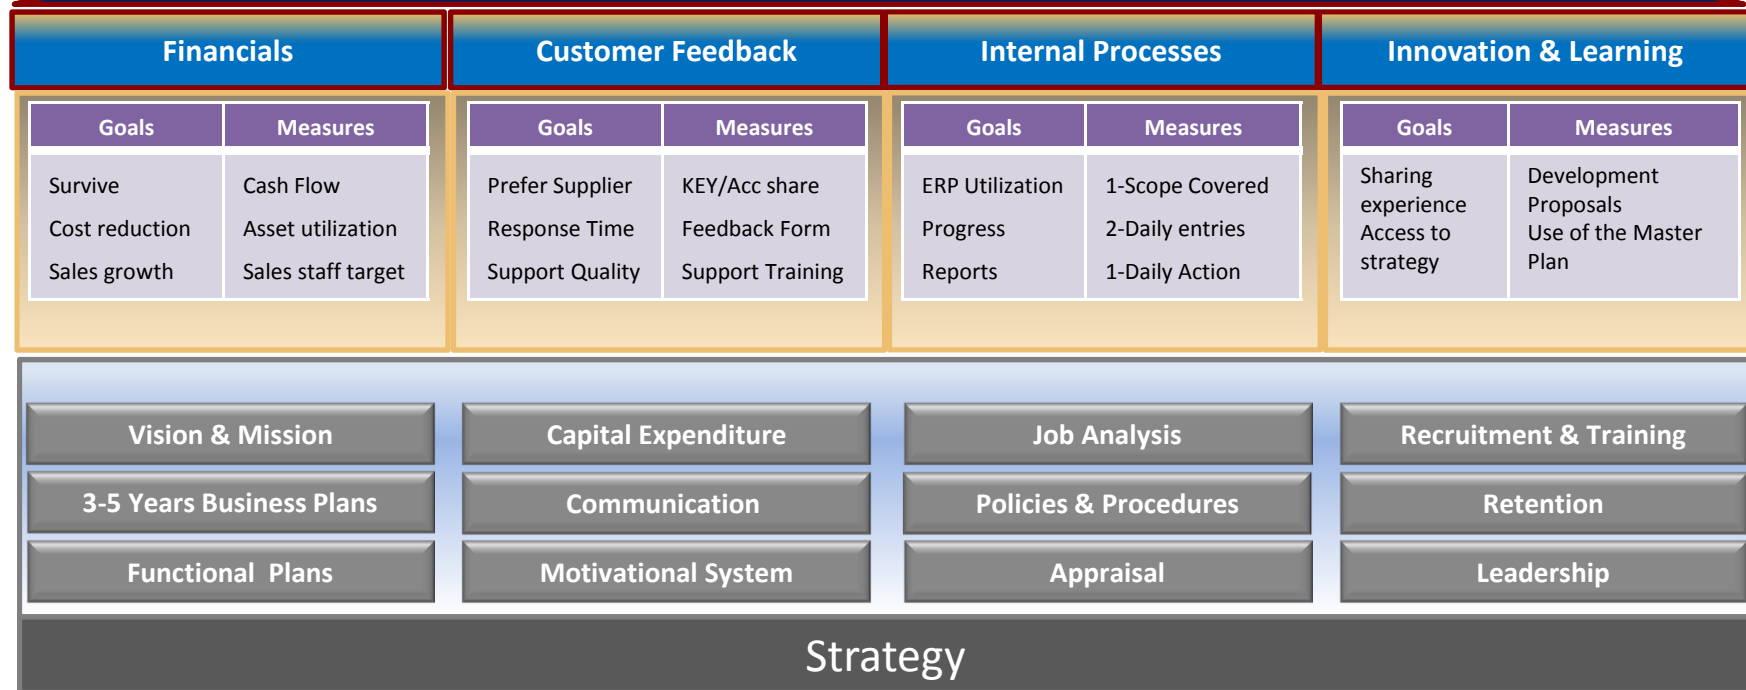 Financials
Customer Feedback
Internal Processes
Innovation & Learning
Goals
Measures
Survive
Cash Flow
Cost reduction
Asset utilization
Sales growth
Sales staff target
Goals
Measures
Prefer Supplier
KEY/Acc share
Response Time
Feedback Form
Support Quality
Support Training
Goals
Measures
ERP Utilization
1-Scope Covered
Progress
2-Daily entries
Reports
1-Daily Action
Goals
Measures
Sharing
experience
Access to
strategy
Development
Proposals
Use of the Master
Plan
Vision & Mission
Capital Expenditure
Job Analysis
Recruitment & Training
3-5 Years Business Plans
Communication
Policies & Procedures
Retention
Functional Plans
Motivational System
Appraisal
Leadership
Strategy